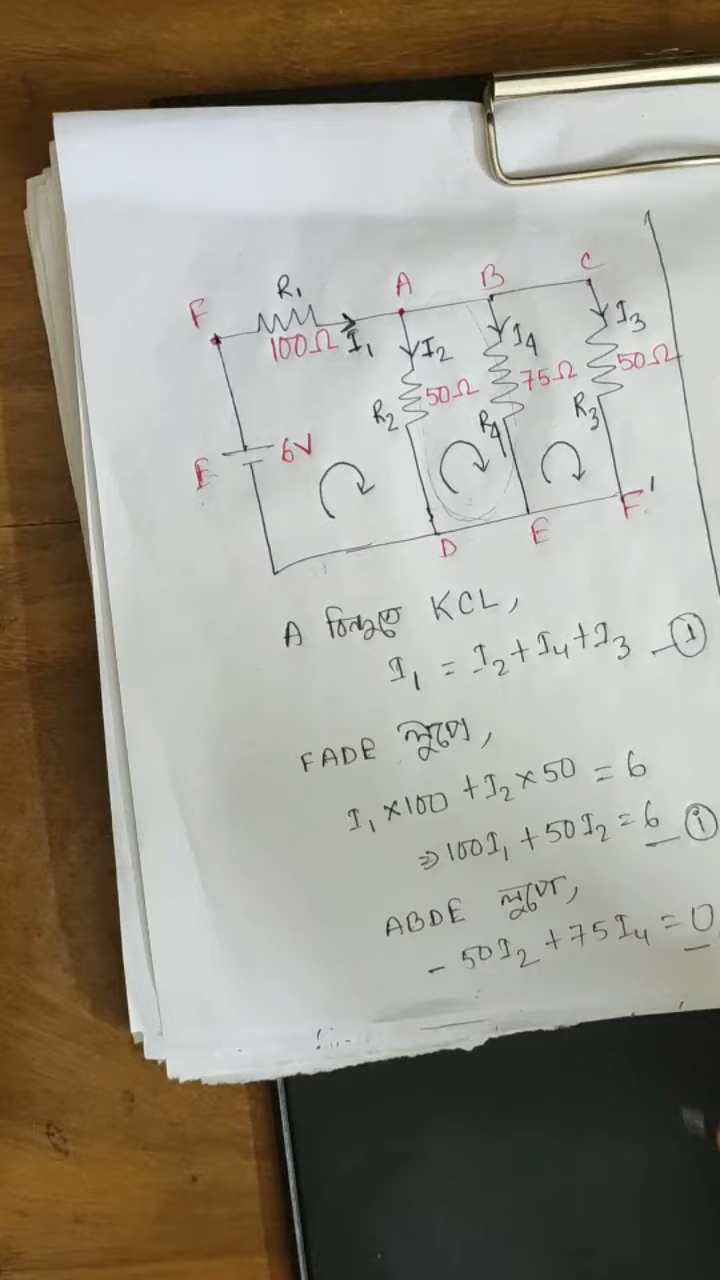 R₁
A
B
C
F
100Ω
I₁
I₂
I₄
I₃
50Ω
75Ω
50Ω
R₂
R₄
R₃
E
6V
D
E
F'
A বিন্দুতে KCL,
I₁ = I₂ + I₄ + I₃ —①
FADE লুপে,
I₁ × 100 + I₂ × 50 = 6
⇒ 100I₁ + 50I₂ = 6 —ⓘ
ABDE লুপে,
- 50I₂ + 75I₄ = 0 —